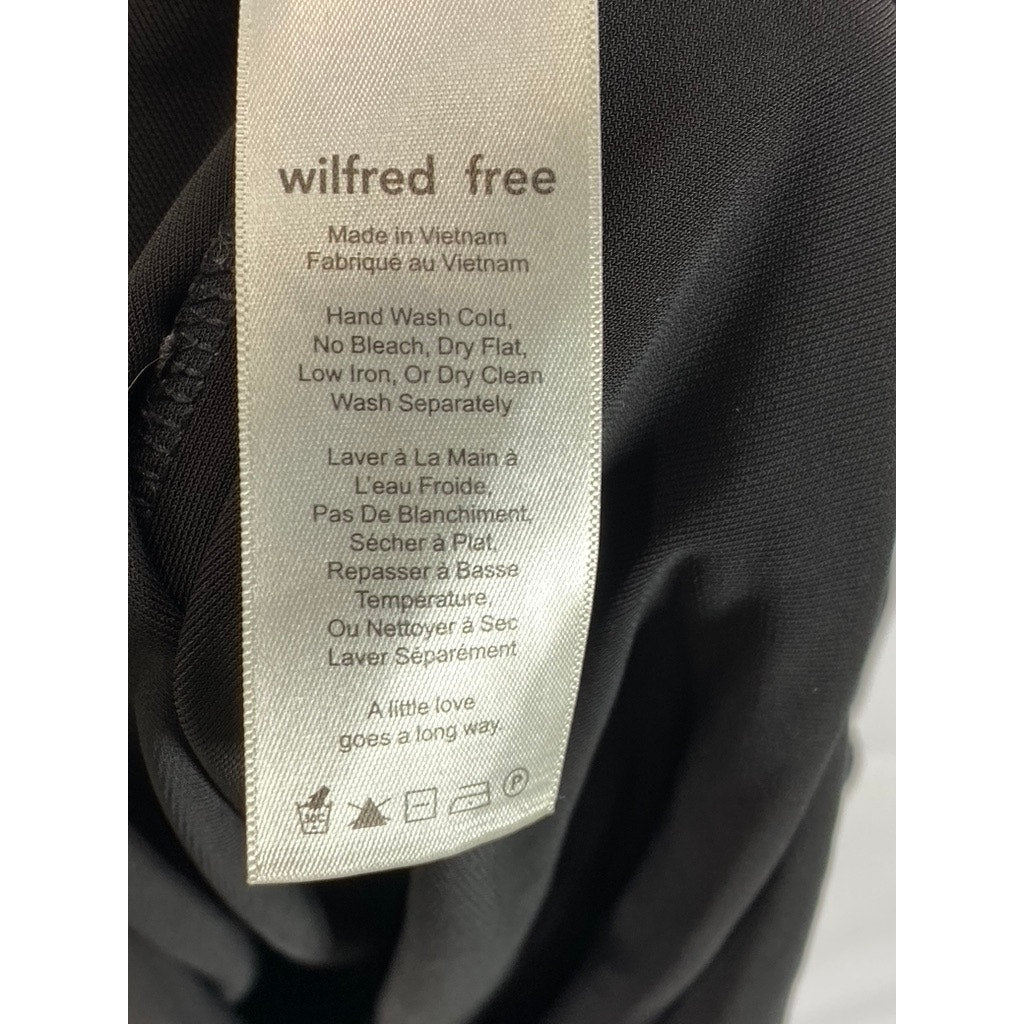 wilfred free
Made in Vietnam
Fabriqué au Vietnam
Hand Wash Cold,
No Bleach, Dry Flat,
Low Iron, Or Dry Clean
Wash Separately
Laver à La Main à
L'eau Froide,
Pas De Blanchiment,
Sécher à Plat,
Repasser à Basse
Température,
Ou Nettoyer à Sec
Laver Séparément
A little love
goes a long way.
30C
P